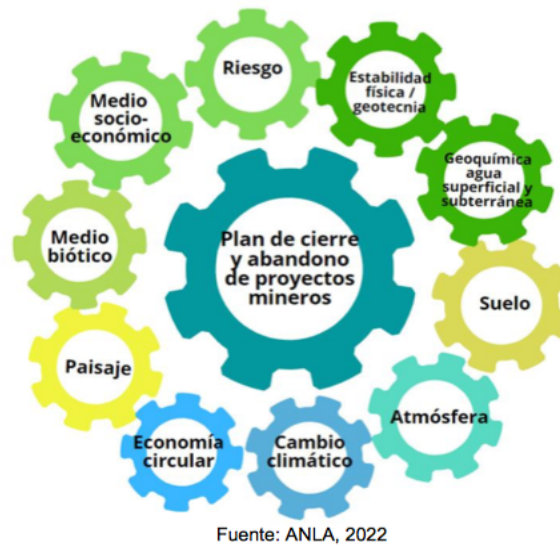 Riesgo
Estabilidad
física /
geotecnia
Geoquímica
agua
superficial y
subterránea
Suelo
Atmósfera
Cambio
climático
Economía
circular
Paisaje
Medio
biótico
Medio
socio-
económico
Plan de cierre
y abandono
de proyectos
mineros
Fuente: ANLA, 2022